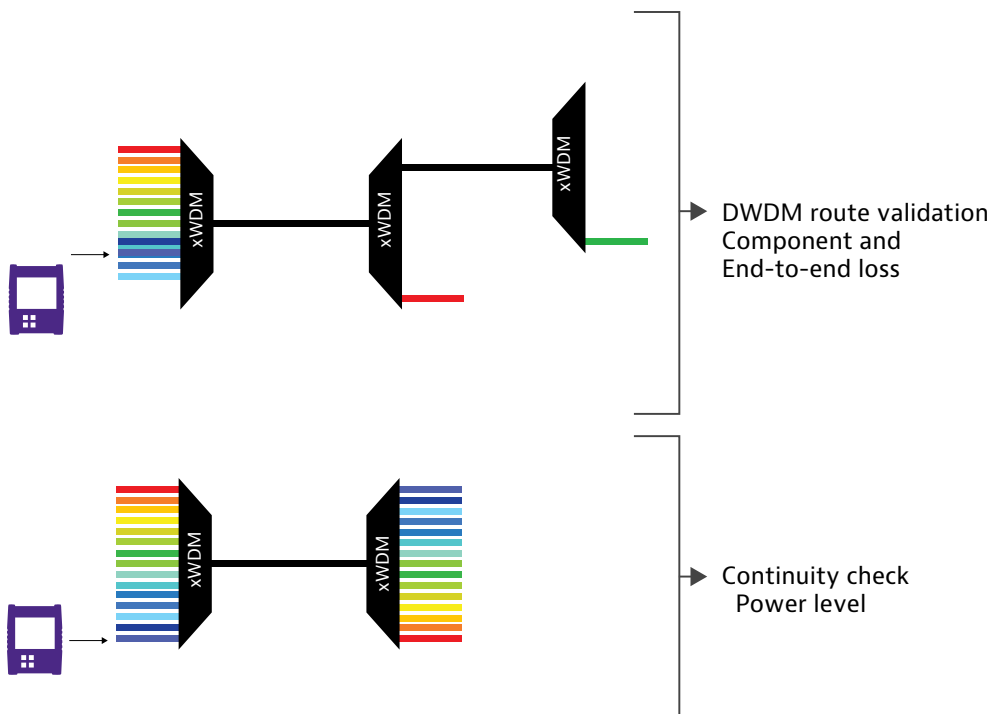 xWDM
xWDM
xWDM
DWDM route validation
Component and
End-to-end loss
xWDM
xWDM
Continuity check
Power level